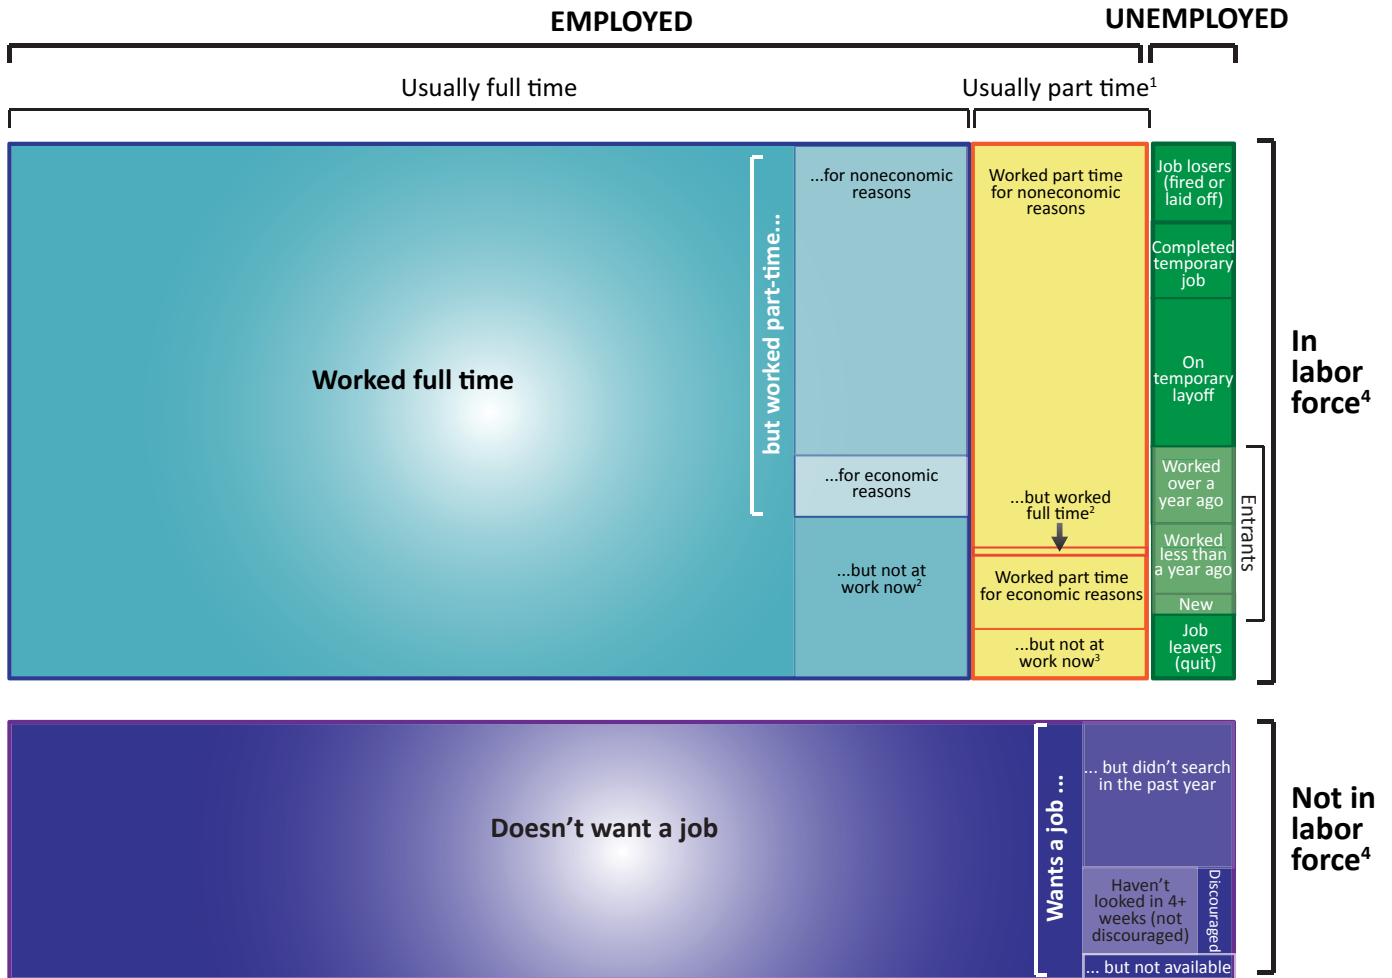 EMPLOYED
UNEMPLOYED
Usually full time
Usually part time¹
but worked part-time...
...for noneconomic
reasons
Worked part time
for noneconomic
reasons
Job losers
(fired or
laid off)
Completed
temporary
job
Worked full time
On
temporary
layoff
In
labor
force⁴
...for economic
reasons
...but worked
full time²
Worked
over a
year ago
Entrants
...but not at
work now²
Worked part time
for economic reasons
Worked
less than
a year ago
New
...but not at
work now³
Job
leavers
(quit)
Doesn’t want a job
Wants a job ...
... but didn’t search
in the past year
Not in
labor
force⁴
Haven’t
looked in 4+
weeks (not
discouraged)
Discouraged
... but not available